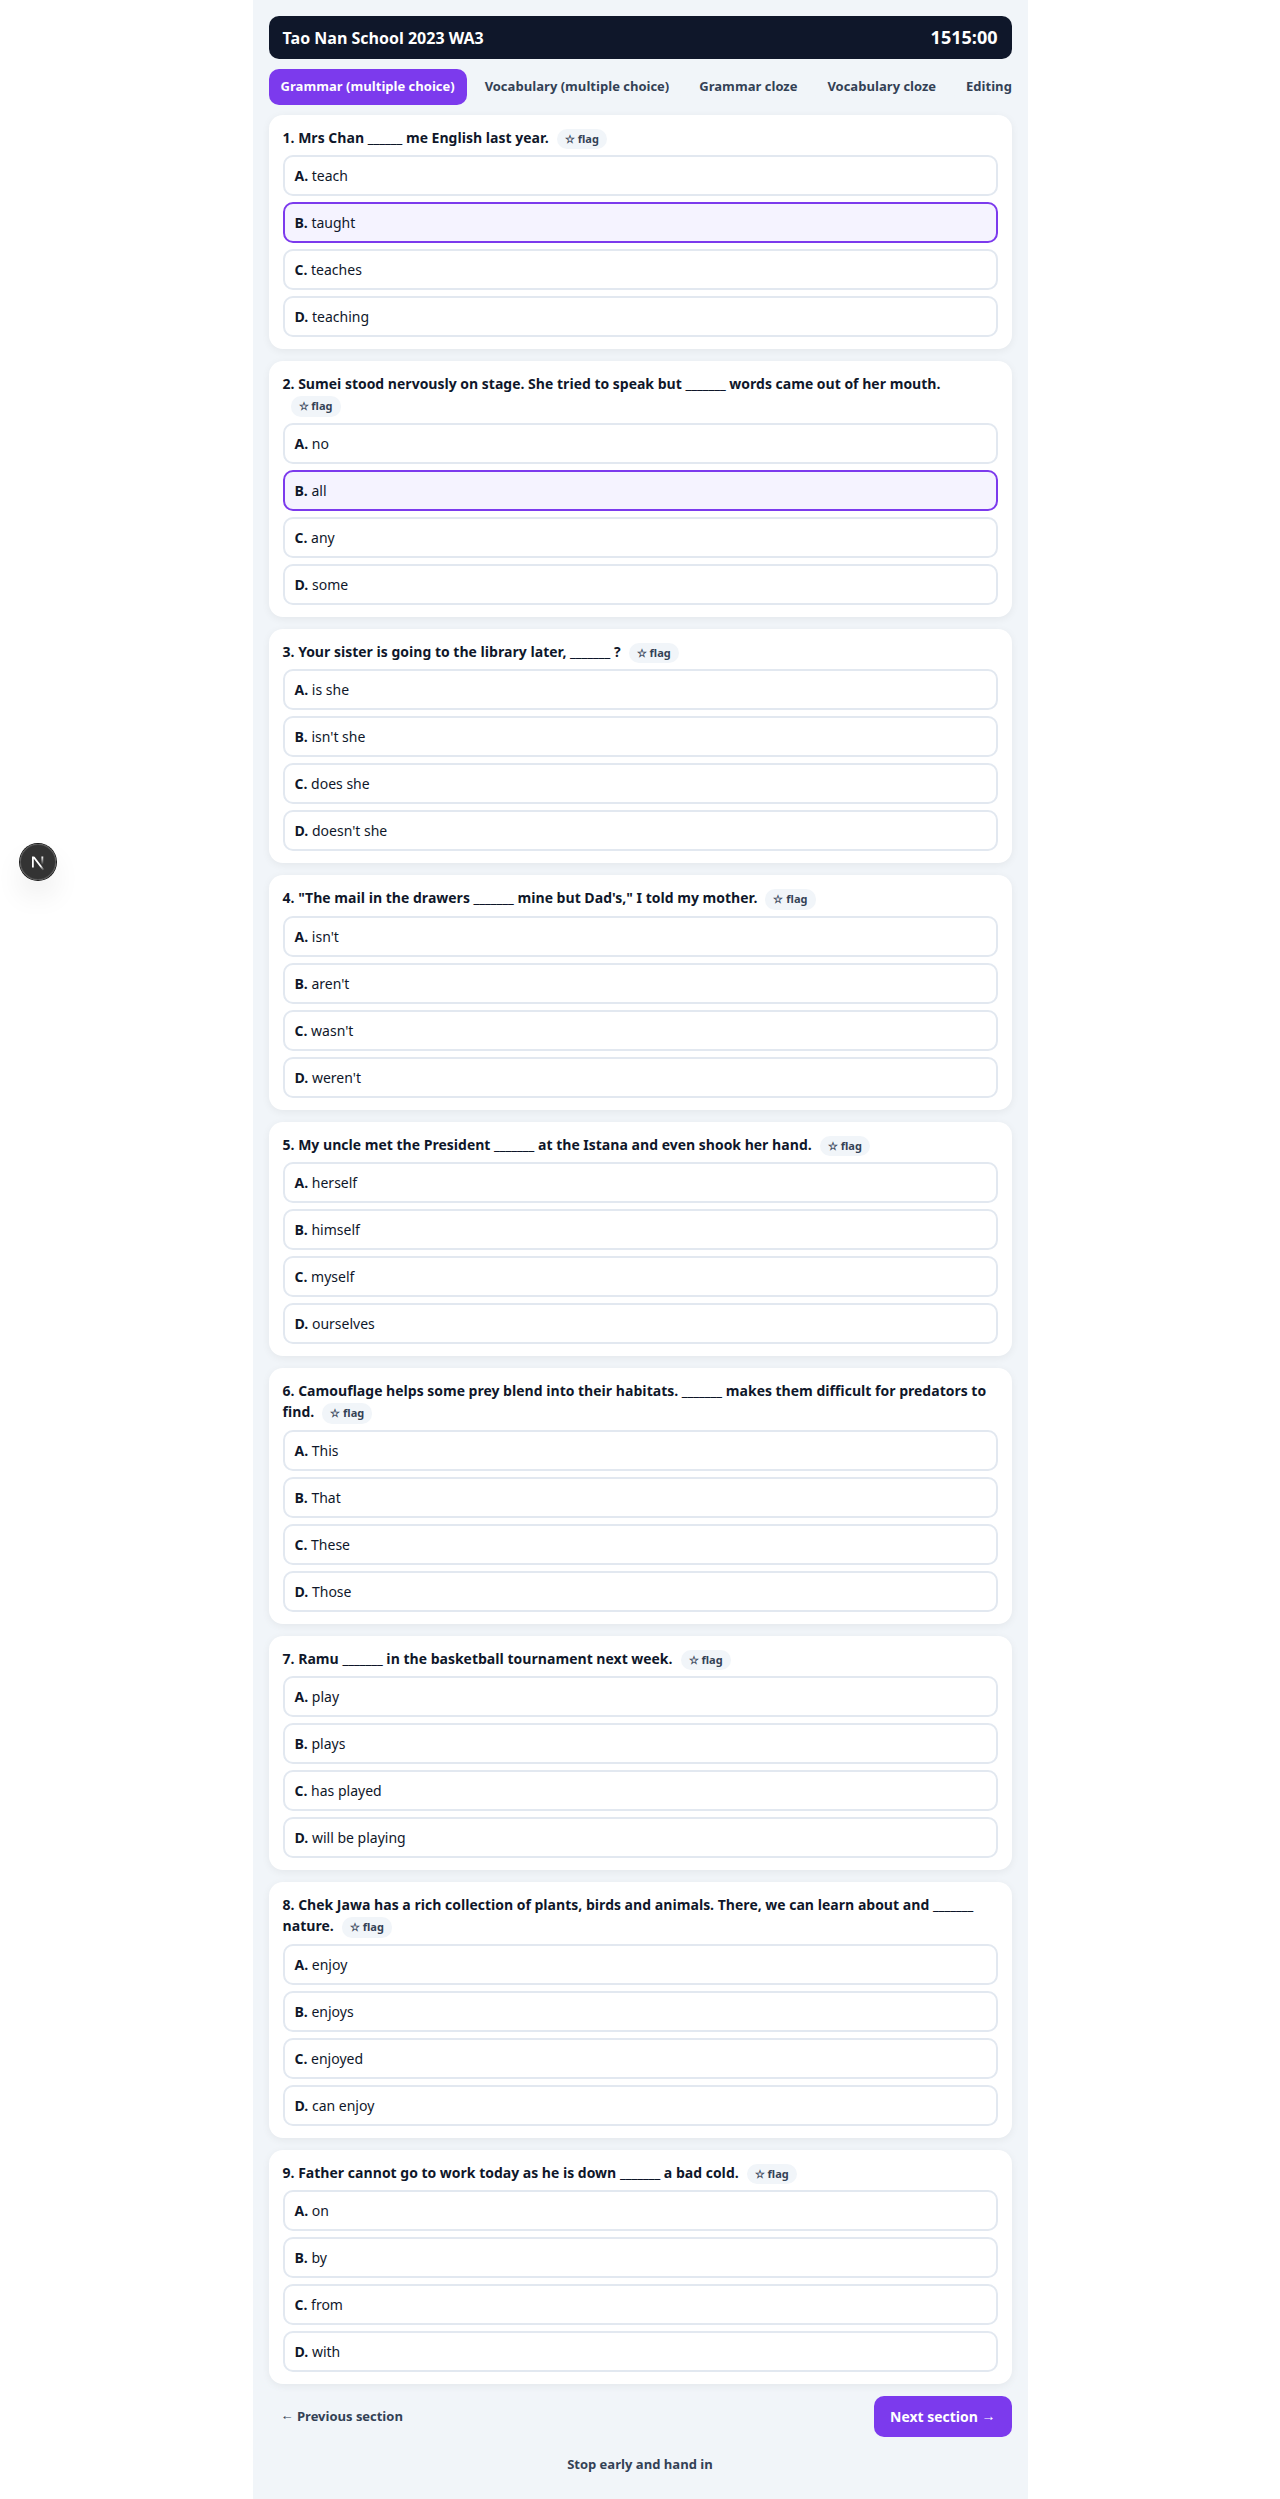 Tao Nan School 2023 WA3 1515:00
Grammar (multiple choice) Vocabulary (multiple choice) Grammar cloze Vocabulary cloze Editing
1. Mrs Chan _____ me English last year. ☆ flag
A. teach
B. taught
C. teaches
D. teaching
2. Sumei stood nervously on stage. She tried to speak but ______ words came out of her mouth.
☆ flag
A. no
B. all
C. any
D. some
3. Your sister is going to the library later, ______ ? ☆ flag
A. is she
B. isn't she
C. does she
D. doesn't she
4. "The mail in the drawers ______ mine but Dad's," I told my mother. ☆ flag
A. isn't
B. aren't
C. wasn't
D. weren't
5. My uncle met the President ______ at the Istana and even shook her hand. ☆ flag
A. herself
B. himself
C. myself
D. ourselves
6. Camouflage helps some prey blend into their habitats. ______ makes them difficult for predators to
find. ☆ flag
A. This
B. That
C. These
D. Those
7. Ramu ______ in the basketball tournament next week. ☆ flag
A. play
B. plays
C. has played
D. will be playing
8. Chek Jawa has a rich collection of plants, birds and animals. There, we can learn about and ______
nature. ☆ flag
A. enjoy
B. enjoys
C. enjoyed
D. can enjoy
9. Father cannot go to work today as he is down ______ a bad cold. ☆ flag
A. on
B. by
C. from
D. with
← Previous section Next section →
Stop early and hand in
N